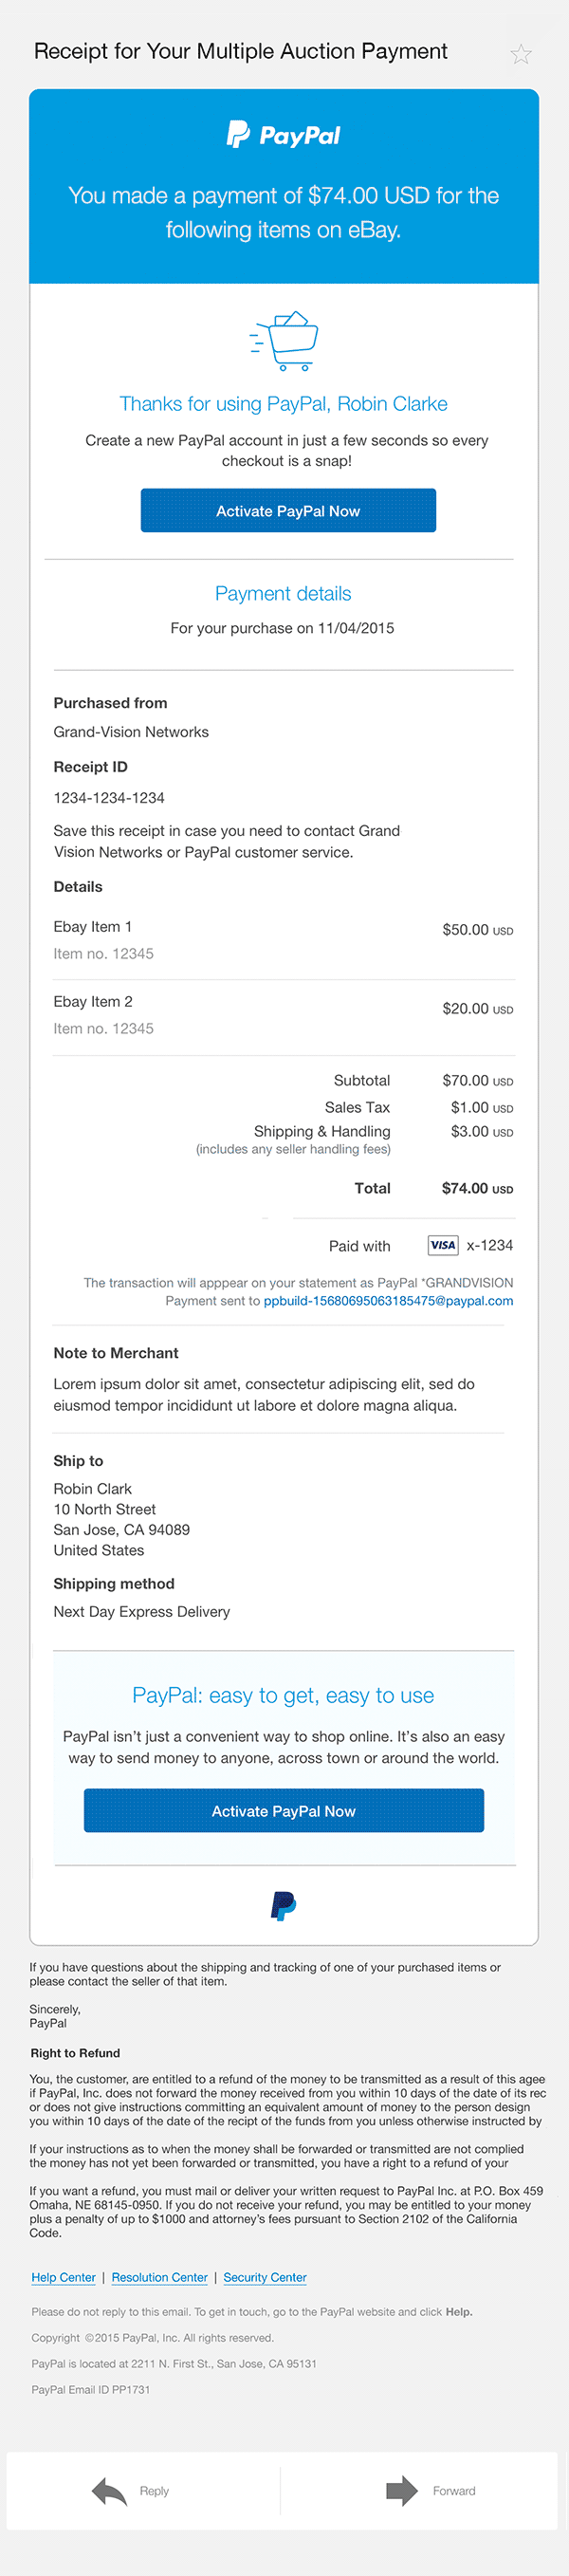 Receipt for Your Multiple Auction Payment
PayPal
You made a payment of $74.00 USD for the
following items on eBay.
Thanks for using PayPal, Robin Clarke
Create a new PayPal account in just a few seconds so every
checkout is a snap!
Activate PayPal Now
Payment details
For your purchase on 11/04/2015
Purchased from
Grand-Vision Networks
Receipt ID
1234-1234-1234
Save this receipt in case you need to contact Grand
Vision Networks or PayPal customer service.
Details
Ebay Item 1 $50.00 USD
Item no. 12345
Ebay Item 2 $20.00 USD
Item no. 12345
Subtotal $70.00 USD
Sales Tax $1.00 USD
Shipping & Handling $3.00 USD
(includes any seller handling fees)
Total $74.00 USD
Paid with VISA x-1234
The transaction will apppear on your statement as PayPal *GRANDVISION
Payment sent to ppbuild-15680695063185475@paypal.com
Note to Merchant
Lorem ipsum dolor sit amet, consectetur adipiscing elit, sed do
eiusmod tempor incididunt ut labore et dolore magna aliqua.
Ship to
Robin Clark
10 North Street
San Jose, CA 94089
United States
Shipping method
Next Day Express Delivery
PayPal: easy to get, easy to use
PayPal isn't just a convenient way to shop online. It's also an easy
way to send money to anyone, across town or around the world.
Activate PayPal Now
If you have questions about the shipping and tracking of one of your purchased items or
please contact the seller of that item.
Sincerely,
PayPal
Right to Refund
You, the customer, are entitled to a refund of the money to be transmitted as a result of this agee
if PayPal, Inc. does not forward the money received from you within 10 days of the date of its rec
or does not give instructions committing an equivalent amount of money to the person design
you within 10 days of the date of the recipt of the funds from you unless otherwise instructed by
If your instructions as to when the money shall be forwarded or transmitted are not complied
the money has not yet been forwarded or transmitted, you have a right to a refund of your
If you want a refund, you must mail or deliver your written request to PayPal Inc. at P.O. Box 459
Omaha, NE 68145-0950. If you do not receive your refund, you may be entitled to your money
plus a penalty of up to $1000 and attorney's fees pursuant to Section 2102 of the California
Code.
Help Center | Resolution Center | Security Center
Please do not reply to this email. To get in touch, go to the PayPal website and click Help.
Copyright ©2015 PayPal, Inc. All rights reserved.
PayPal is located at 2211 N. First St., San Jose, CA 95131
PayPal Email ID PP1731
Reply Forward